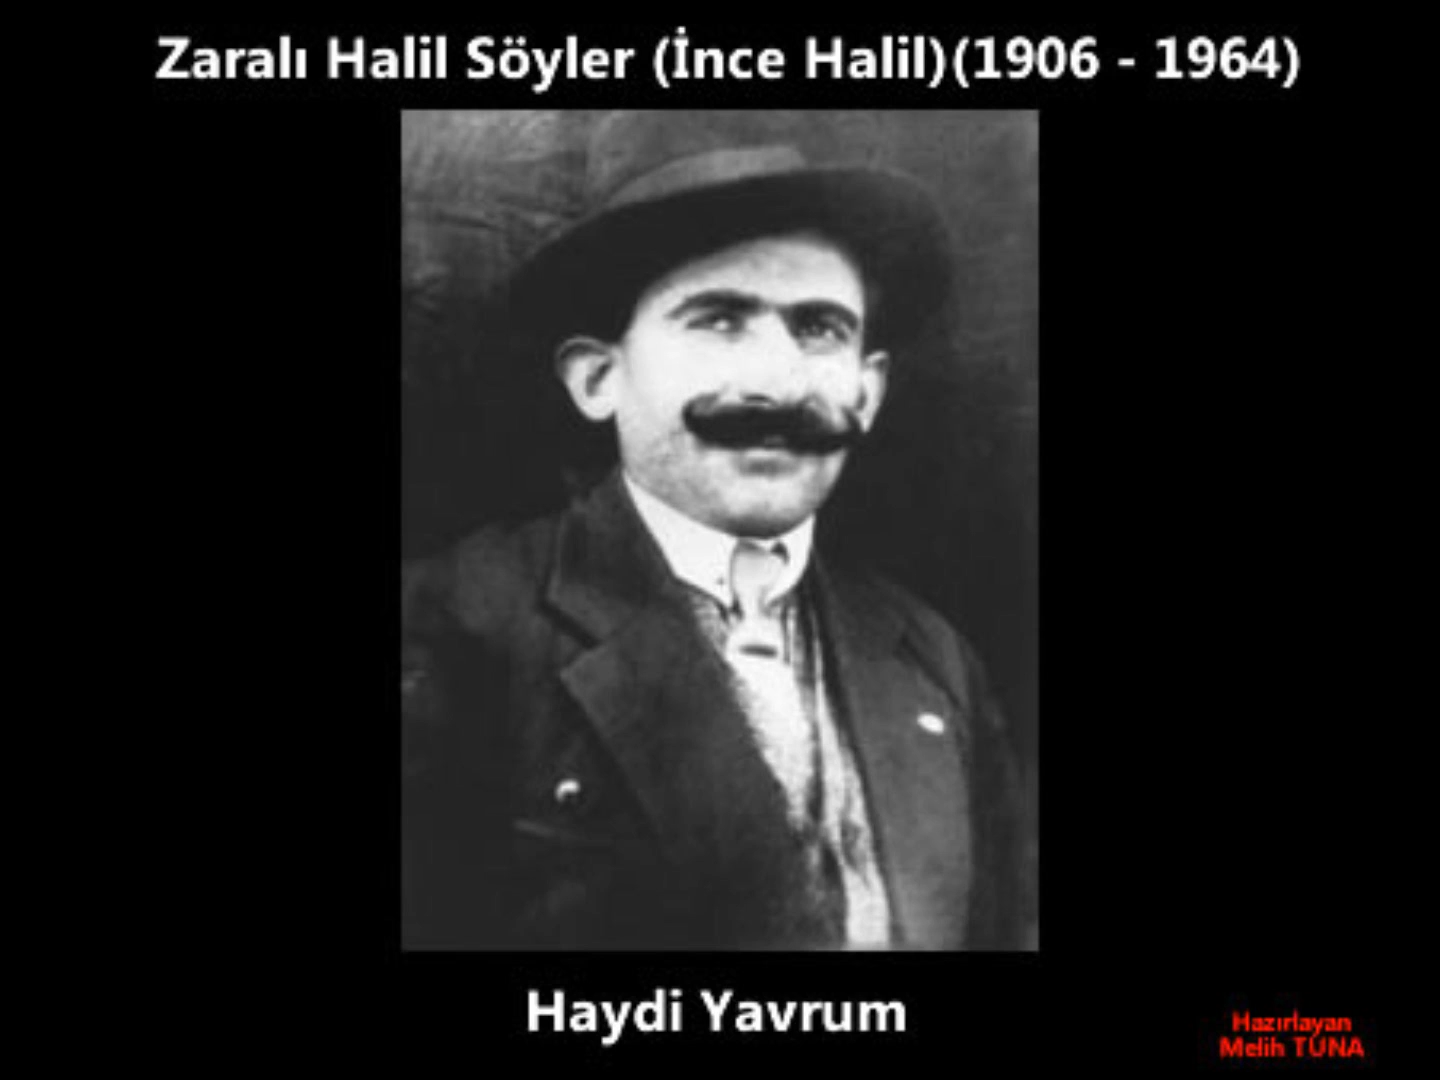 Zaralı Halil Söyler (İnce Halil)(1906 - 1964)
Haydi Yavrum
Hazırlayan
Melih TUNA